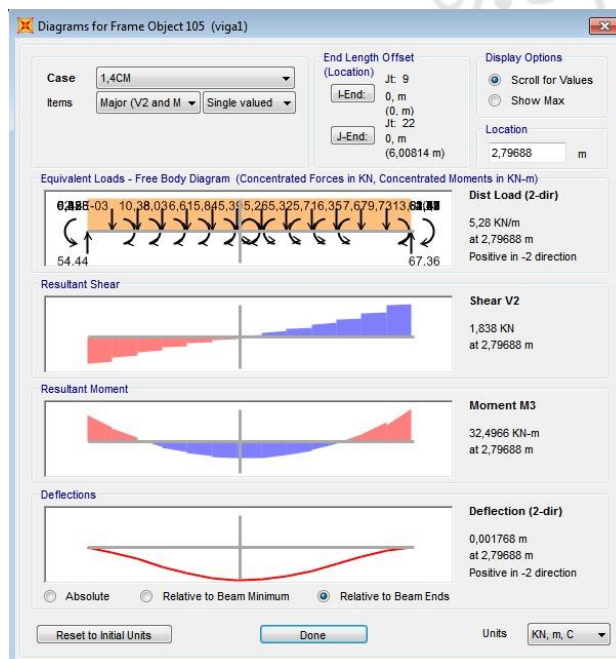 Diagrams for Frame Object 105 (viga1)
Case 1,4CM
Items Major (V2 and M Single valued
End Length Offset
(Location)
I-End: Jt: 9
0, m
(0, m)
J-End: Jt: 22
0, m
(6,00814 m)
Display Options
Scroll for Values
Show Max
Location
2,79688 m
Equivalent Loads - Free Body Diagram (Concentrated Forces in KN, Concentrated Moments in KN-m)
54.44
67.36
Dist Load (2-dir)
5,28 KN/m
at 2,79688 m
Positive in -2 direction
Resultant Shear
Shear V2
1,838 KN
at 2,79688 m
Resultant Moment
Moment M3
32,4966 KN-m
at 2,79688 m
Deflections
Deflection (2-dir)
0,001768 m
at 2,79688 m
Positive in -2 direction
Absolute Relative to Beam Minimum Relative to Beam Ends
Reset to Initial Units Done Units KN, m, C